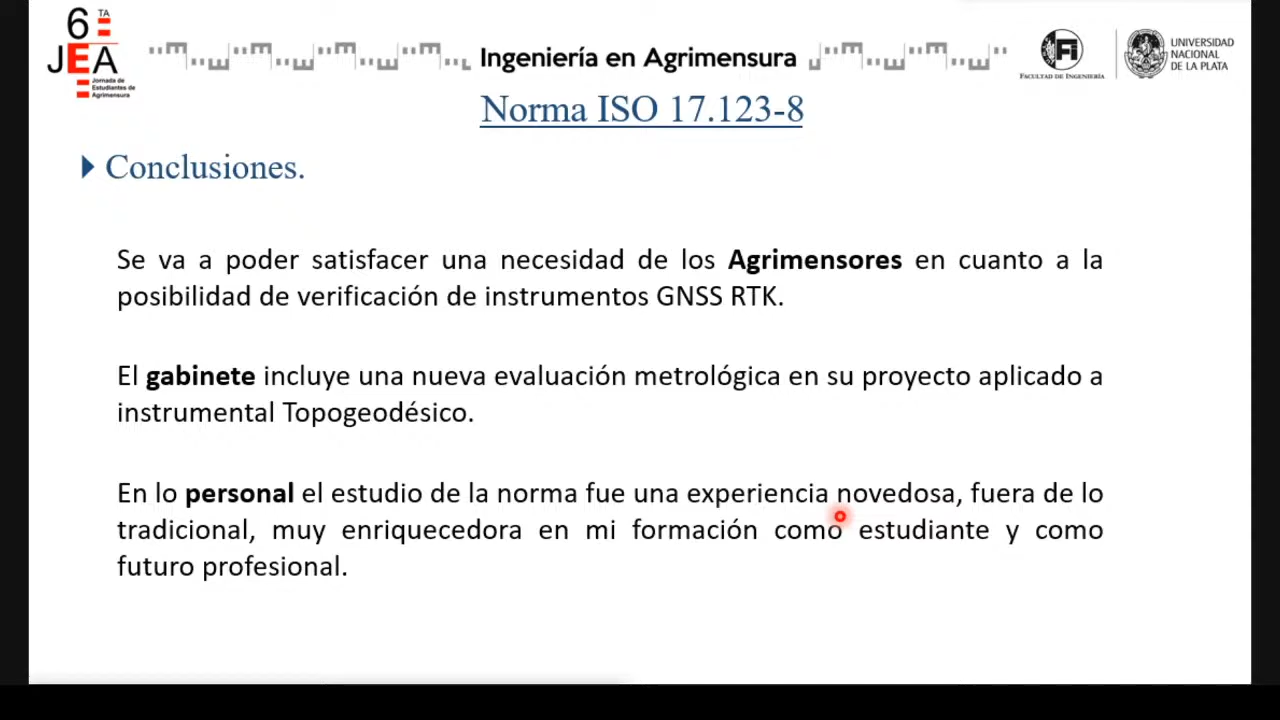 6TA
JEA
Jornada de
Estudiantes de
Agrimensura
Ingeniería en Agrimensura
FACULTAD DE INGENIERÍA
UNIVERSIDAD
NACIONAL
DE LA PLATA
Norma ISO 17.123-8
Conclusiones.
Se va a poder satisfacer una necesidad de los Agrimensores en cuanto a la
posibilidad de verificación de instrumentos GNSS RTK.
El gabinete incluye una nueva evaluación metrológica en su proyecto aplicado a
instrumental Topogeodésico.
En lo personal el estudio de la norma fue una experiencia novedosa, fuera de lo
tradicional, muy enriquecedora en mi formación como estudiante y como
futuro profesional.